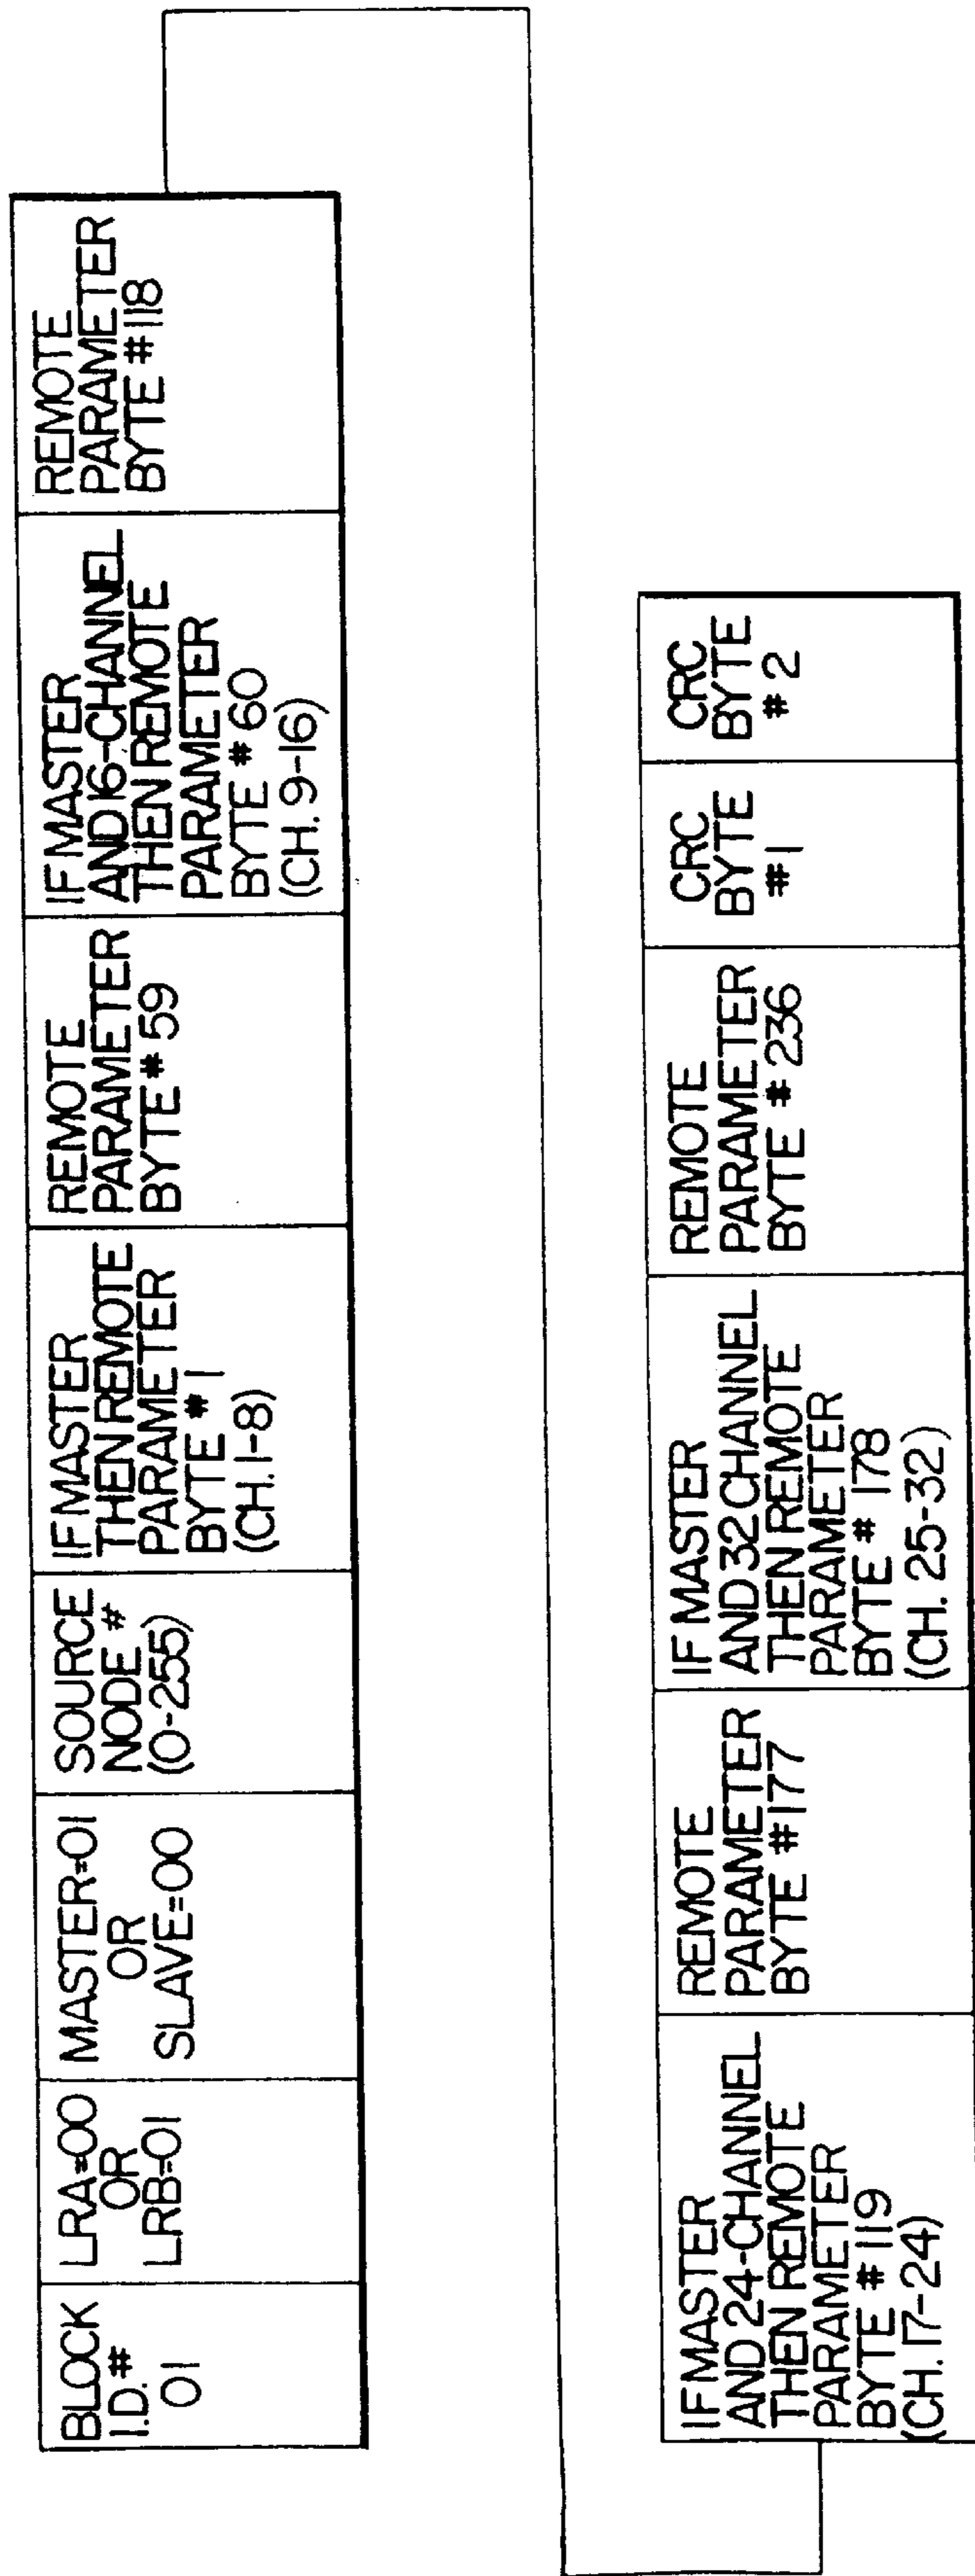 BLOCK
I.D.#
01
LRA=00
OR
LRB=01
MASTER=01
OR
SLAVE=00
SOURCE
NODE #
(0-255)
IF MASTER
THEN REMOTE
PARAMETER
BYTE #1
(CH.1-8)
REMOTE
PARAMETER
BYTE #59
IF MASTER
AND 16-CHANNEL
THEN REMOTE
PARAMETER
BYTE #60
(CH.9-16)
REMOTE
PARAMETER
BYTE #118
IF MASTER
AND 24-CHANNEL
THEN REMOTE
PARAMETER
BYTE #119
(CH.17-24)
REMOTE
PARAMETER
BYTE #177
IF MASTER
AND 32 CHANNEL
THEN REMOTE
PARAMETER
BYTE # 178
(CH. 25-32)
REMOTE
PARAMETER
BYTE # 236
CRC
BYTE
#1
CRC
BYTE
#2